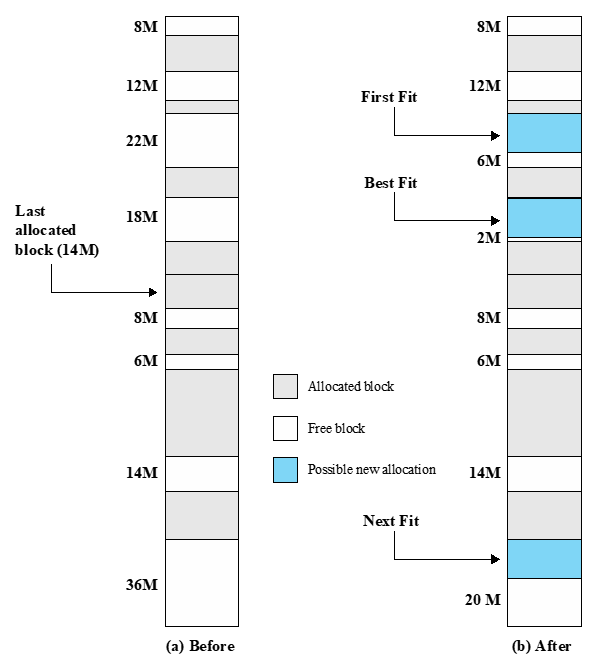 8M
12M
22M
18M
Last
allocated
block (14M)
8M
6M
14M
36M
(a) Before
Allocated block
Free block
Possible new allocation
8M
12M
First Fit
6M
Best Fit
2M
8M
6M
14M
Next Fit
20 M
(b) After